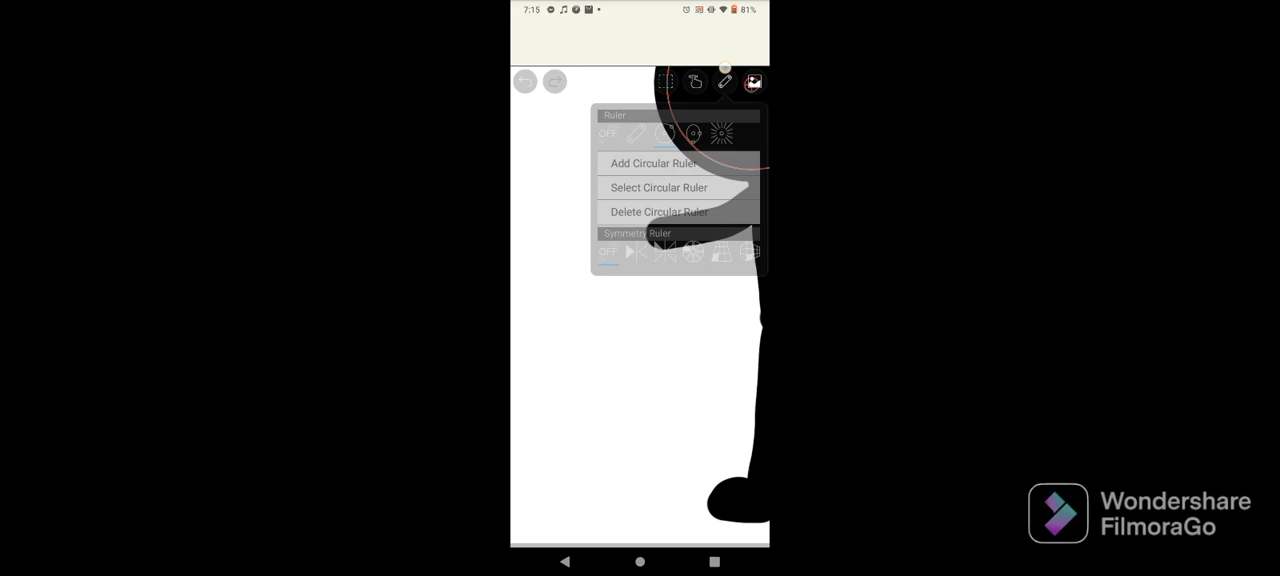 7:15
81%
Ruler
OFF
Add Circular Ruler
Select Circular Ruler
Delete Circular Ruler
Symmetry Ruler
OFF
Wondershare
FilmoraGo